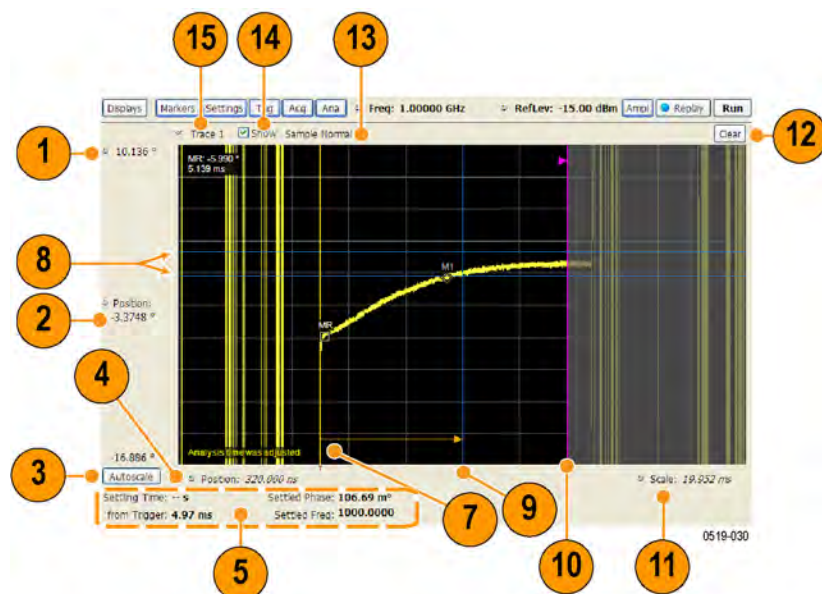 15 14 13
Displays Markers Settings Trig Acq Ana Freq: 1.00000 GHz RefLev: -15.00 dBm Ampl Replay Run
Trace 1 Show Sample Normal Clear
12
1
10.136 °
MR: -5.990 °
5.139 ms
8
M1
Position:
-3.3748 °
2
MR
4
Analysis time was adjusted
-16.886 °
3
Autoscale
Position: 320.000 ns
Scale: 19.952 ms
T
Settling Time: -- s Settled Phase: 106.69 m°
from Trigger: 4.97 ms Settled Freq: 1000.0000
7 9 10 11
5
0519-030